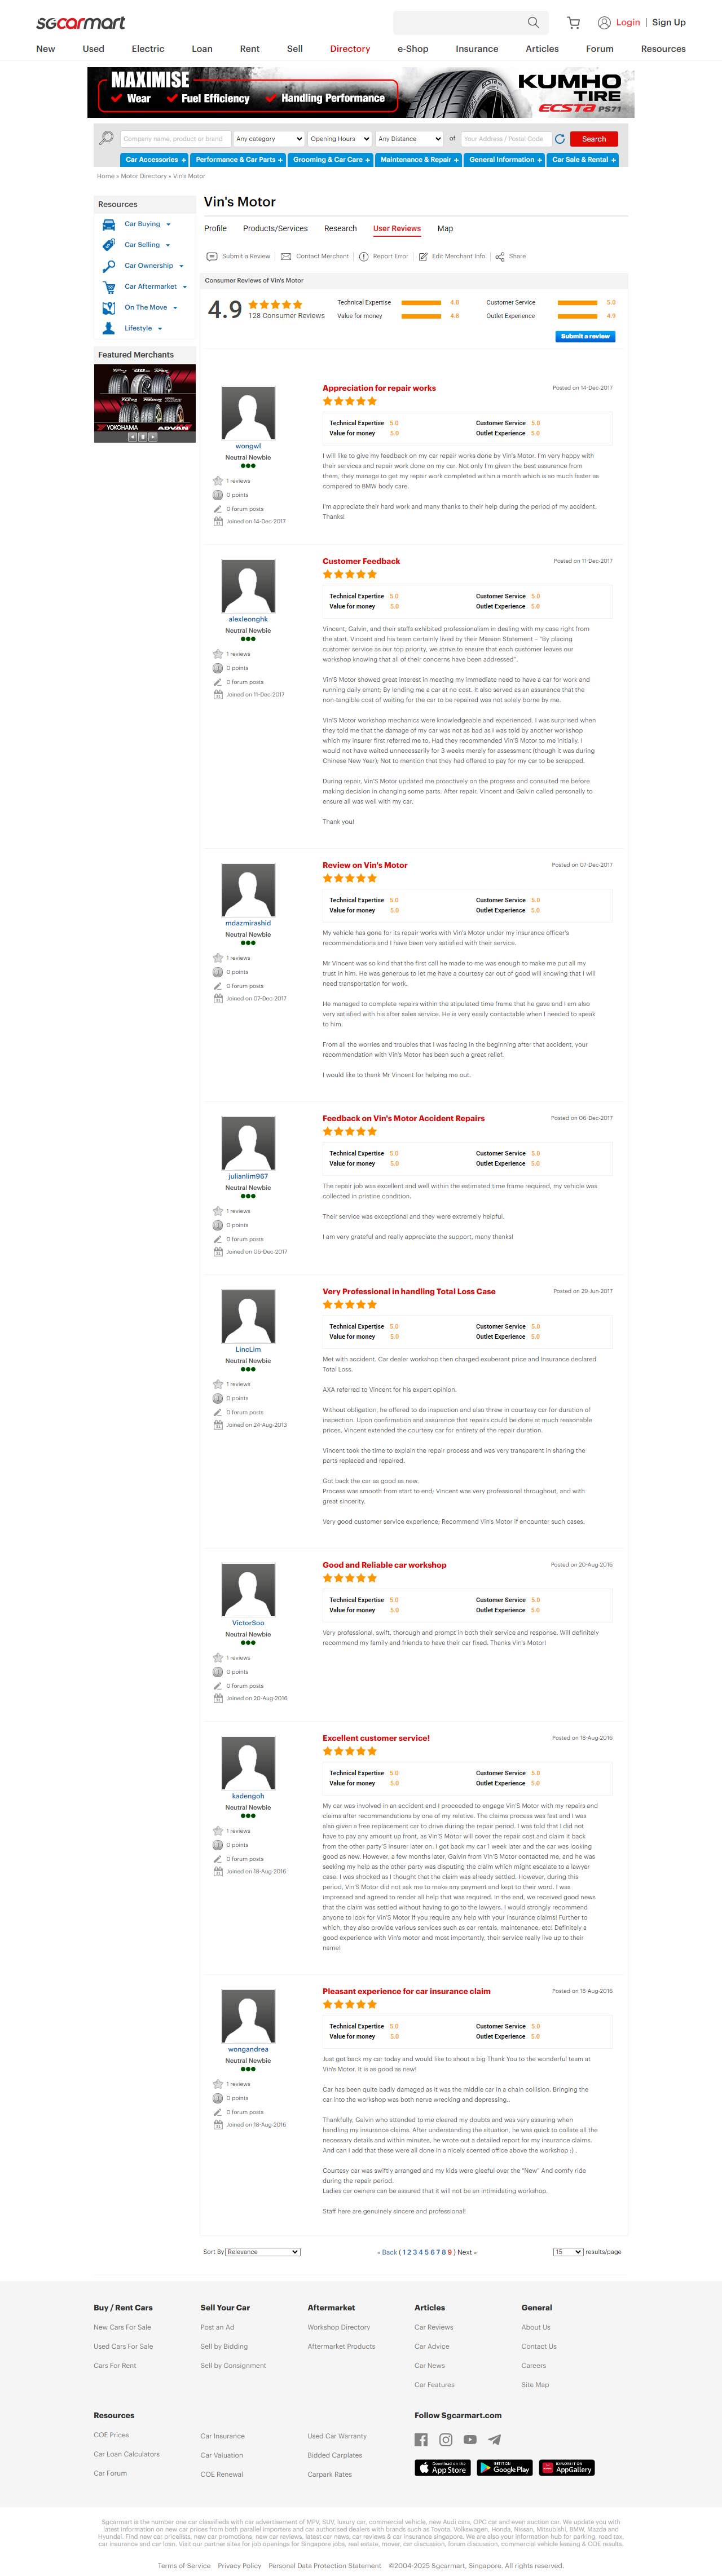 sgcarmart
Login | Sign Up
New Used Electric Loan Rent Sell Directory e-Shop Insurance Articles Forum Resources
MAXIMISE
Wear Fuel Efficiency Handling Performance
KUMHO
TIRE
ECSTA PS71
Company name, product or brand Any category Opening Hours Any Distance of Your Address / Postal Code Search
Car Accessories + Performance & Car Parts + Grooming & Car Care + Maintenance & Repair + General Information + Car Sale & Rental +
Home » Motor Directory » Vin's Motor
Resources
Car Buying
Car Selling
Car Ownership
Car Aftermarket
On The Move
Lifestyle
Featured Merchants
YOKOHAMA ADVAN
Vin's Motor
Profile Products/Services Research User Reviews Map
Submit a Review Contact Merchant Report Error Edit Merchant Info Share
Consumer Reviews of Vin's Motor
4.9
128 Consumer Reviews
Technical Expertise 4.8 Customer Service 5.0
Value for money 4.8 Outlet Experience 4.9
Submit a review
wongwl
Neutral Newbie
1 reviews
0 points
0 forum posts
Joined on 14-Dec-2017
Appreciation for repair works Posted on 14-Dec-2017
Technical Expertise 5.0 Customer Service 5.0
Value for money 5.0 Outlet Experience 5.0
I will like to give my feedback on my car repair works done by Vin's Motor. I'm very happy with
their services and repair work done on my car. Not only I'm given the best assurance from
them, they manage to get my repair work completed within a month which is so much faster as
compared to BMW body care.
I'm appreciate their hard work and many thanks to their help during the period of my accident.
Thanks!
alexleonghk
Neutral Newbie
1 reviews
0 points
0 forum posts
Joined on 11-Dec-2017
Customer Feedback Posted on 11-Dec-2017
Technical Expertise 5.0 Customer Service 5.0
Value for money 5.0 Outlet Experience 5.0
Vincent, Galvin, and their staffs exhibited professionalism in dealing with my case right from
the start. Vincent and his team certainly lived by their Mission Statement – "By placing
customer service as our top priority, we strive to ensure that each customer leaves our
workshop knowing that all of their concerns have been addressed".
Vin'S Motor showed great interest in meeting my immediate need to have a car for work and
running daily errant; By lending me a car at no cost. It also served as an assurance that the
non tangible cost of waiting for the car to be repaired was not solely borne by me.
Vin'S Motor workshop mechanics were knowledgeable and experienced. I was surprised when
they told me that the damage of my car was not as bad as I was told by another workshop
which my insurer first referred me to. Had they recommended Vin'S Motor to me initially, I
would not have waited unnecessarily for 3 weeks merely for assessment (though it was during
Chinese New Year); Not to mention that they had offered to pay for my car to be scrapped.
During repair, Vin'S Motor updated me proactively on the progress and consulted me before
making decision in changing some parts. After repair, Vincent and Galvin called personally to
ensure all was well with my car.
Thank you!
mdazmirashid
Neutral Newbie
1 reviews
0 points
0 forum posts
Joined on 07-Dec-2017
Review on Vin's Motor Posted on 07-Dec-2017
Technical Expertise 5.0 Customer Service 5.0
Value for money 5.0 Outlet Experience 5.0
My vehicle has gone for its repair works with Vin's Motor under my insurance officer's
recommendations and I have been very satisfied with their service.
Mr Vincent was so kind that the first call he made to me was enough to make me put all my
trust in him. He was generous to let me have a courtesy car out of good will knowing that I will
need transportation for work.
He managed to complete repairs within the stipulated time frame that he gave and I am also
very satisfied with his after sales service. He is very easily contactable when I needed to speak
to him.
From all the worries and troubles that I was facing in the beginning after that accident, your
recommendation with Vin's Motor has been such a great relief.
I would like to thank Mr Vincent for helping me out.
julianlim967
Neutral Newbie
1 reviews
0 points
0 forum posts
Joined on 06-Dec-2017
Feedback on Vin's Motor Accident Repairs Posted on 06-Dec-2017
Technical Expertise 5.0 Customer Service 5.0
Value for money 5.0 Outlet Experience 5.0
The repair job was excellent and well within the estimated time frame required, my vehicle was
collected in pristine condition.
Their service was exceptional and they were extremely helpful.
I am very grateful and really appreciate the support, many thanks!
LincLim
Neutral Newbie
1 reviews
0 points
0 forum posts
Joined on 24-Aug-2013
Very Professional in handling Total Loss Case Posted on 29-Jun-2017
Technical Expertise 5.0 Customer Service 5.0
Value for money 5.0 Outlet Experience 5.0
Met with accident. Car dealer workshop then charged exuberant price and Insurance declared
Total Loss.
AXA referred to Vincent for his expert opinion.
Without obligation, he offered to do inspection and also threw in courtesy car for duration of
inspection. Upon confirmation and assurance that repairs could be done at much reasonable
prices, Vincent extended the courtesy car for entirety of the repair duration.
Vincent took the time to explain the repair process and was very transparent in sharing the
parts replaced and repaired.
Got back the car as good as new.
Process was smooth from start to end; Vincent was very professional throughout, and with
great sincerity.
Very good customer service experience; Recommend Vin's Motor if encounter such cases.
VictorSoo
Neutral Newbie
1 reviews
0 points
0 forum posts
Joined on 20-Aug-2016
Good and Reliable car workshop Posted on 20-Aug-2016
Technical Expertise 5.0 Customer Service 5.0
Value for money 5.0 Outlet Experience 5.0
Very professional, swift, thorough and prompt in both their service and response. Will definitely
recommend my family and friends to have their car fixed. Thanks Vin's Motor!
kadengoh
Neutral Newbie
1 reviews
0 points
0 forum posts
Joined on 18-Aug-2016
Excellent customer service! Posted on 18-Aug-2016
Technical Expertise 5.0 Customer Service 5.0
Value for money 5.0 Outlet Experience 5.0
My car was involved in an accident and I proceeded to engage Vin'S Motor with my repairs and
claims after recommendations by one of my relative. The claims process was fast and I was
also given a free replacement car to drive during the repair period. I was told that I did not
have to pay any amount up front, as Vin'S Motor will cover the repair cost and claim it back
from the other party'S insurer later on. I got back my car 1 week later and the car was looking
good as new. However, a few months later, Galvin from Vin'S Motor contacted me, and he was
seeking my help as the other party was disputing the claim which might escalate to a lawyer
case. I was shocked as I thought that the claim was already settled. However, during this
period, Vin'S Motor did not ask me to make any payment and kept to their word. I was
impressed and agreed to render all help that was required. In the end, we received good news
that the claim was settled without having to go to the lawyers. I would strongly recommend
anyone to look for Vin'S Motor if you require any help with your insurance claims! Further to
which, they also provide various services such as car rentals, maintenance, etc! Definitely a
good experience with Vin's motor and most importantly, their service really live up to their
name!
wongandrea
Neutral Newbie
1 reviews
0 points
0 forum posts
Joined on 18-Aug-2016
Pleasant experience for car insurance claim Posted on 18-Aug-2016
Technical Expertise 5.0 Customer Service 5.0
Value for money 5.0 Outlet Experience 5.0
Just got back my car today and would like to shout a big Thank You to the wonderful team at
Vin's Motor. It is as good as new!
Car has been quite badly damaged as it was the middle car in a chain collision. Bringing the
car into the workshop was both nerve wrecking and depressing..
Thankfully, Galvin who attended to me cleared my doubts and was very assuring when
handling my insurance claims. After understanding the situation, he was quick to collate all the
necessary details and within minutes, he wrote out a detailed report for my insurance claims.
And can I add that these were all done in a nicely scented office above the workshop :) .
Courtesy car was swiftly arranged and my kids were gleeful over the "New" And comfy ride
during the repair period.
Ladies car owners can be assured that it will not be an intimidating workshop.
Staff here are genuinely sincere and professional!
Sort By Relevance « Back ( 1 2 3 4 5 6 7 8 9 ) Next » 15 results/page
Buy / Rent Cars Sell Your Car Aftermarket Articles General
New Cars For Sale Post an Ad Workshop Directory Car Reviews About Us
Used Cars For Sale Sell by Bidding Aftermarket Products Car Advice Contact Us
Cars For Rent Sell by Consignment Car News Careers
Car Features Site Map
Resources Follow Sgcarmart.com
COE Prices Car Insurance Used Car Warranty
Car Loan Calculators Car Valuation Bidded Carplates
Car Forum COE Renewal Carpark Rates
Download on the App Store GET IT ON Google Play EXPLORE IT ON AppGallery
Sgcarmart is the number one car classifieds with car advertisement of MPV, SUV, luxury car, commercial vehicle, new Audi cars, OPC car and even auction car. We update you with
latest information on new car prices from both parallel importers and car authorised dealers with brands such as Toyota, Volkswagen, Honda, Nissan, Mitsubishi, BMW, Mazda and
Hyundai. Find new car pricelists, new car promotions, new car reviews, latest car news, car reviews & car insurance singapore. We are also your information hub for parking, road tax,
car insurance and car loan. Visit our partner sites for job openings for Singapore jobs, real estate, mover, car discussion, forum discussion, commercial vehicle leasing & COE results.
Terms of Service Privacy Policy Personal Data Protection Statement ©2004-2025 Sgcarmart, Singapore. All rights reserved.